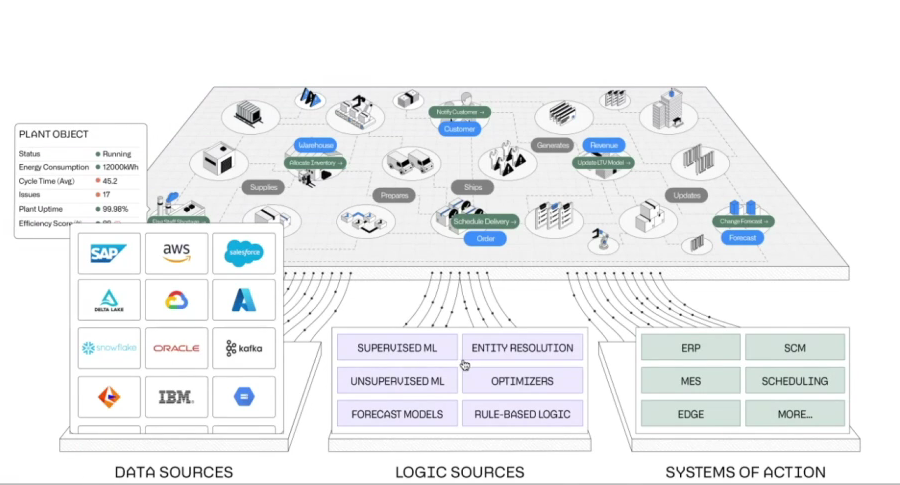 Notify Customer →
Customer
Warehouse
Allocate Inventory →
Generates
Revenue
Update LTV Model →
PLANT OBJECT
Status Running
Energy Consumption 12000kWh
Cycle Time (Avg) 45.2
Issues 17
Plant Uptime 99.98%
Efficiency Score
Supplies
Prepares
Ships
Updates
Schedule Delivery →
Order
Change Forecast →
Forecast
SAP
aws
salesforce
DELTA LAKE
snowflake
ORACLE
kafka
IBM
SUPERVISED ML
ENTITY RESOLUTION
UNSUPERVISED ML
OPTIMIZERS
FORECAST MODELS
RULE-BASED LOGIC
ERP
SCM
MES
SCHEDULING
EDGE
MORE...
DATA SOURCES
LOGIC SOURCES
SYSTEMS OF ACTION